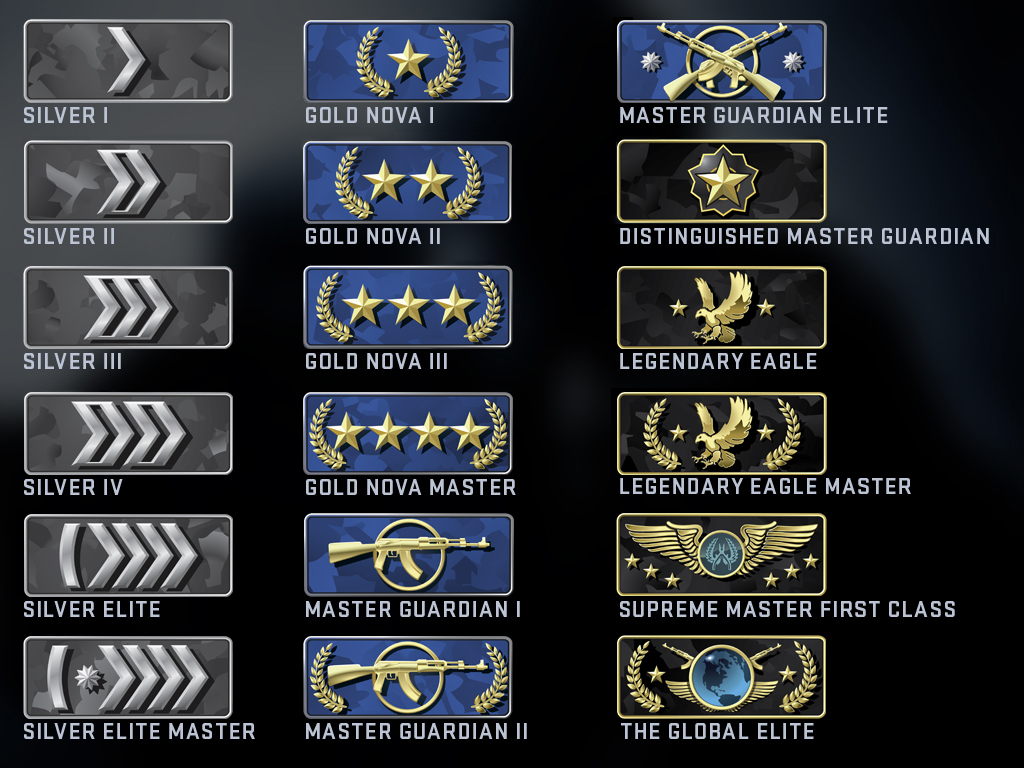 SILVER I
SILVER II
SILVER III
SILVER IV
SILVER ELITE
SILVER ELITE MASTER
GOLD NOVA I
GOLD NOVA II
GOLD NOVA III
GOLD NOVA MASTER
MASTER GUARDIAN I
MASTER GUARDIAN II
MASTER GUARDIAN ELITE
DISTINGUISHED MASTER GUARDIAN
LEGENDARY EAGLE
LEGENDARY EAGLE MASTER
SUPREME MASTER FIRST CLASS
THE GLOBAL ELITE